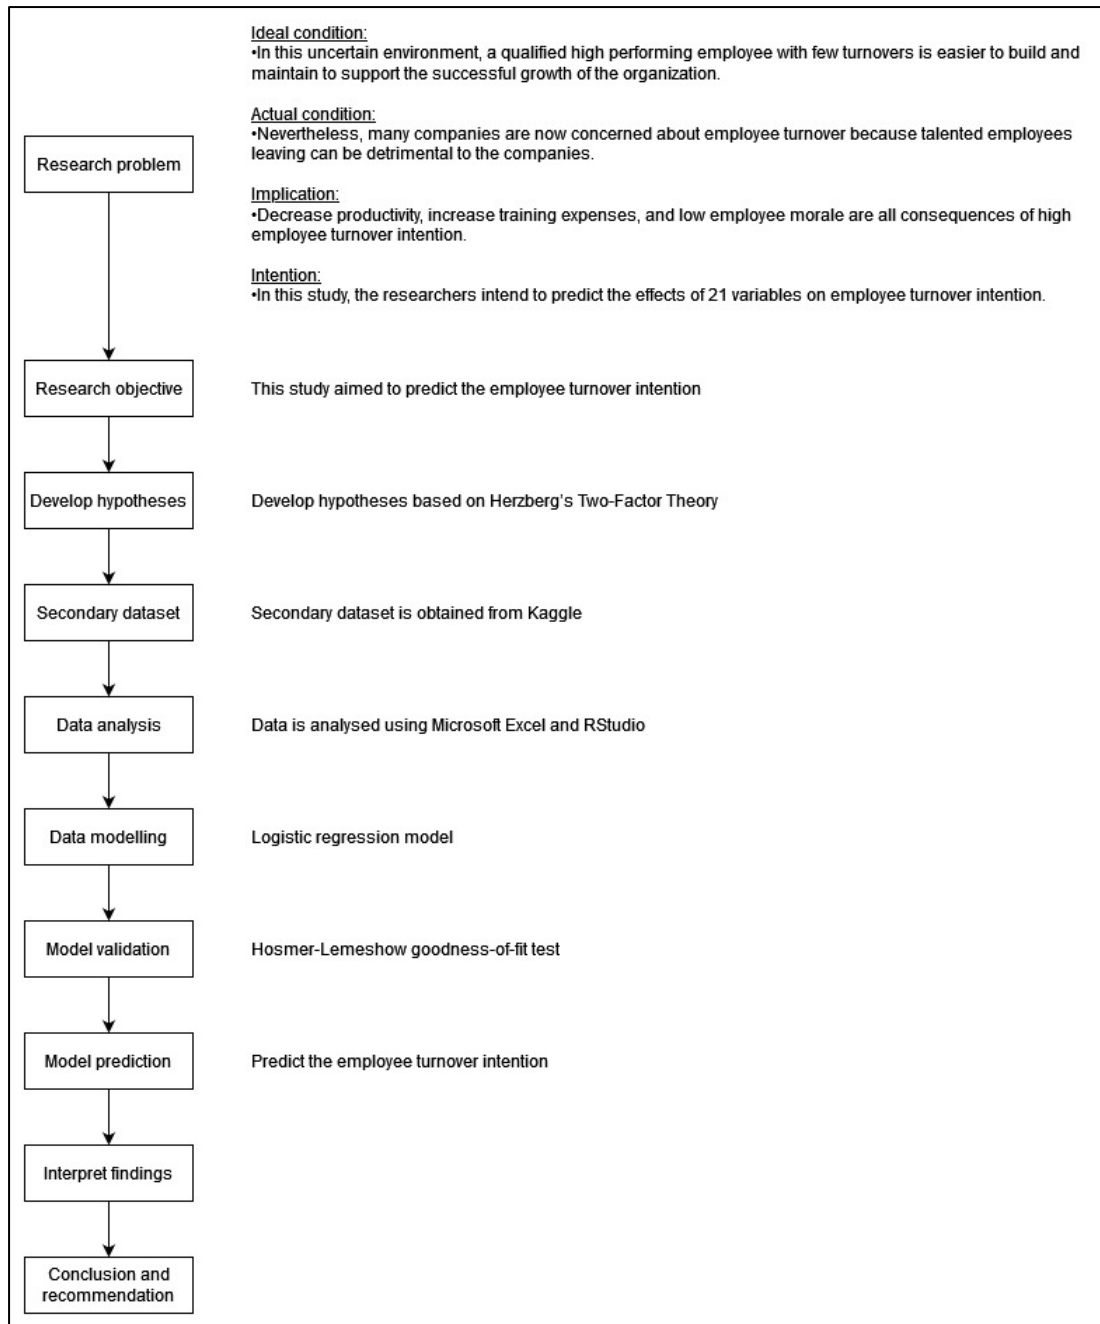 Ideal condition:
•In this uncertain environment, a qualified high performing employee with few turnovers is easier to build and
maintain to support the successful growth of the organization.
Actual condition:
•Nevertheless, many companies are now concerned about employee turnover because talented employees
leaving can be detrimental to the companies.
Research problem
Implication:
•Decrease productivity, increase training expenses, and low employee morale are all consequences of high
employee turnover intention.
Intention:
•In this study, the researchers intend to predict the effects of 21 variables on employee turnover intention.
Research objective
This study aimed to predict the employee turnover intention
Develop hypotheses
Develop hypotheses based on Herzberg's Two-Factor Theory
Secondary dataset
Secondary dataset is obtained from Kaggle
Data analysis
Data is analysed using Microsoft Excel and RStudio
Data modelling
Logistic regression model
Model validation
Hosmer-Lemeshow goodness-of-fit test
Model prediction
Predict the employee turnover intention
Interpret findings
Conclusion and
recommendation